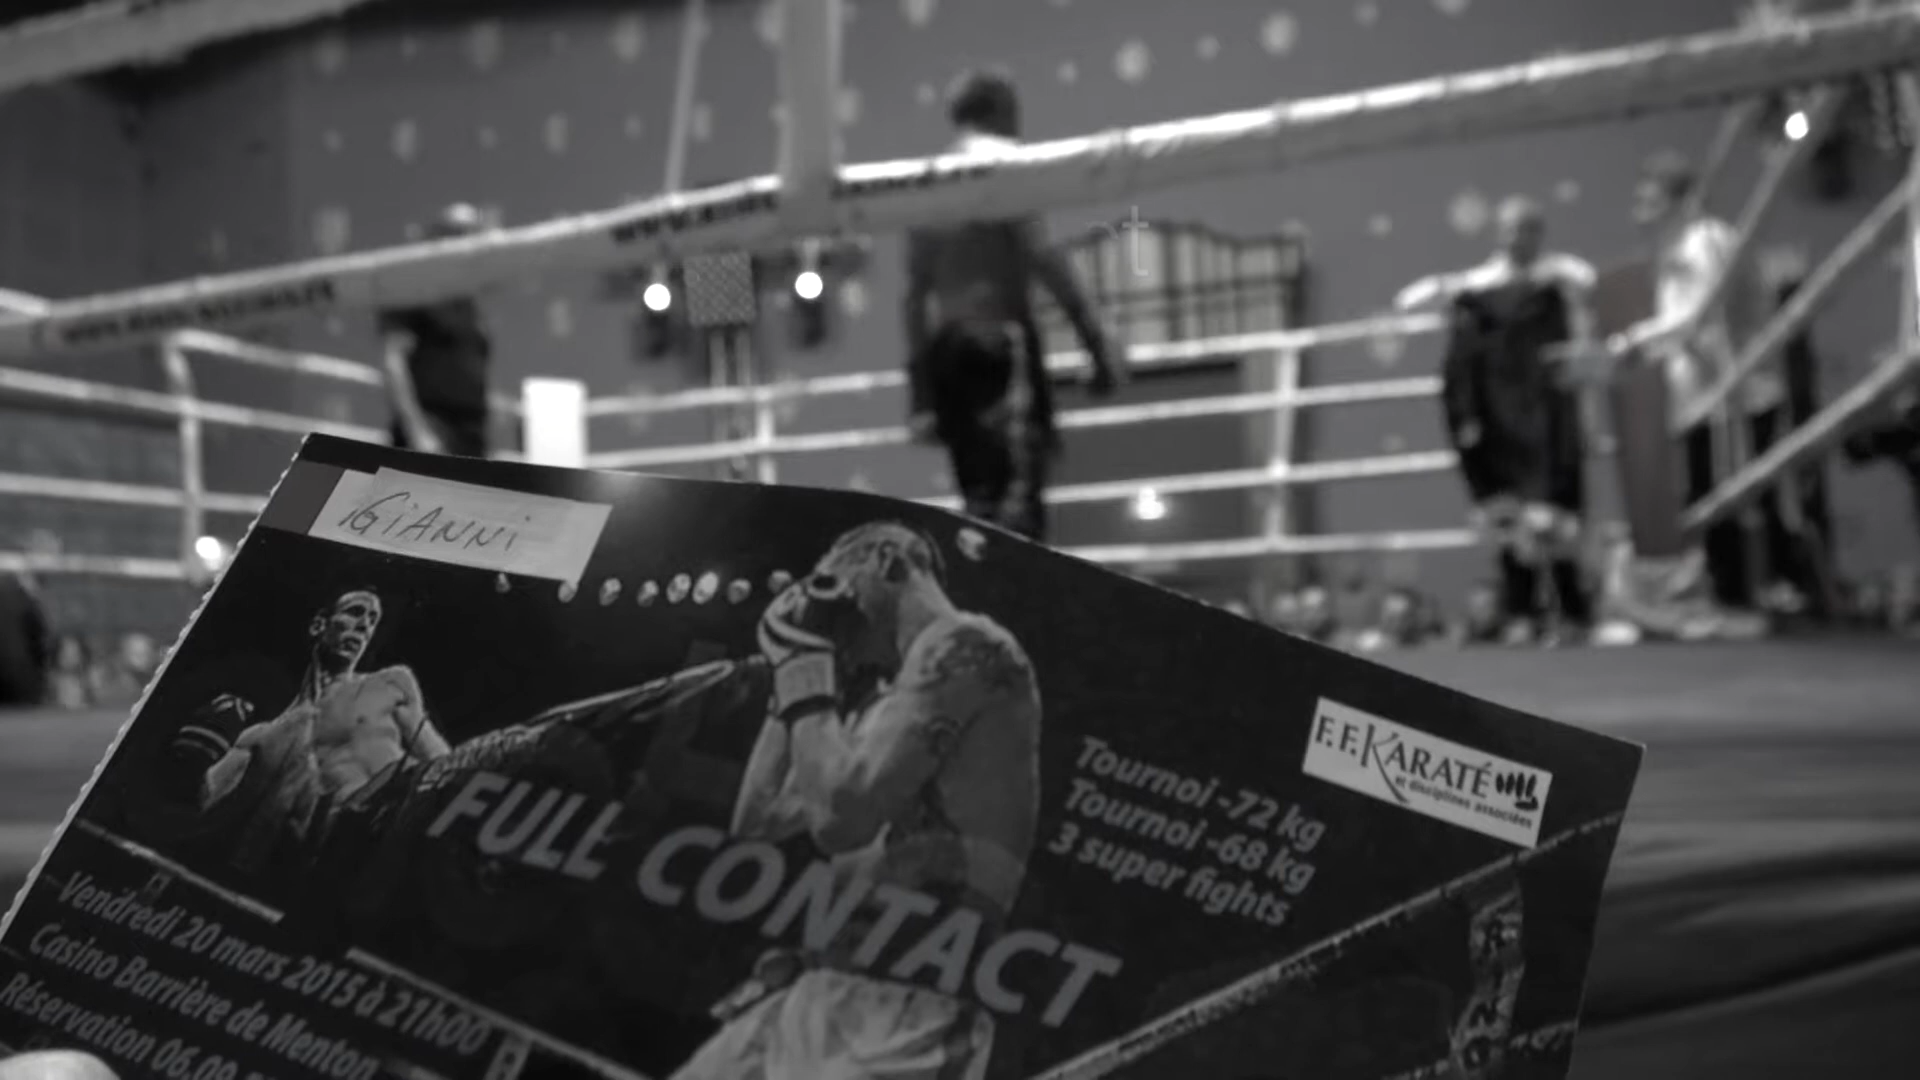 GiANNi
F.F.KARATÉ
et disciplines associées
Tournoi -72 kg
Tournoi -68 kg
3 super fights
FULL CONTACT
Vendredi 20 mars 2015 à 21h00
Casino Barrière de Menton
Réservation 06.09.